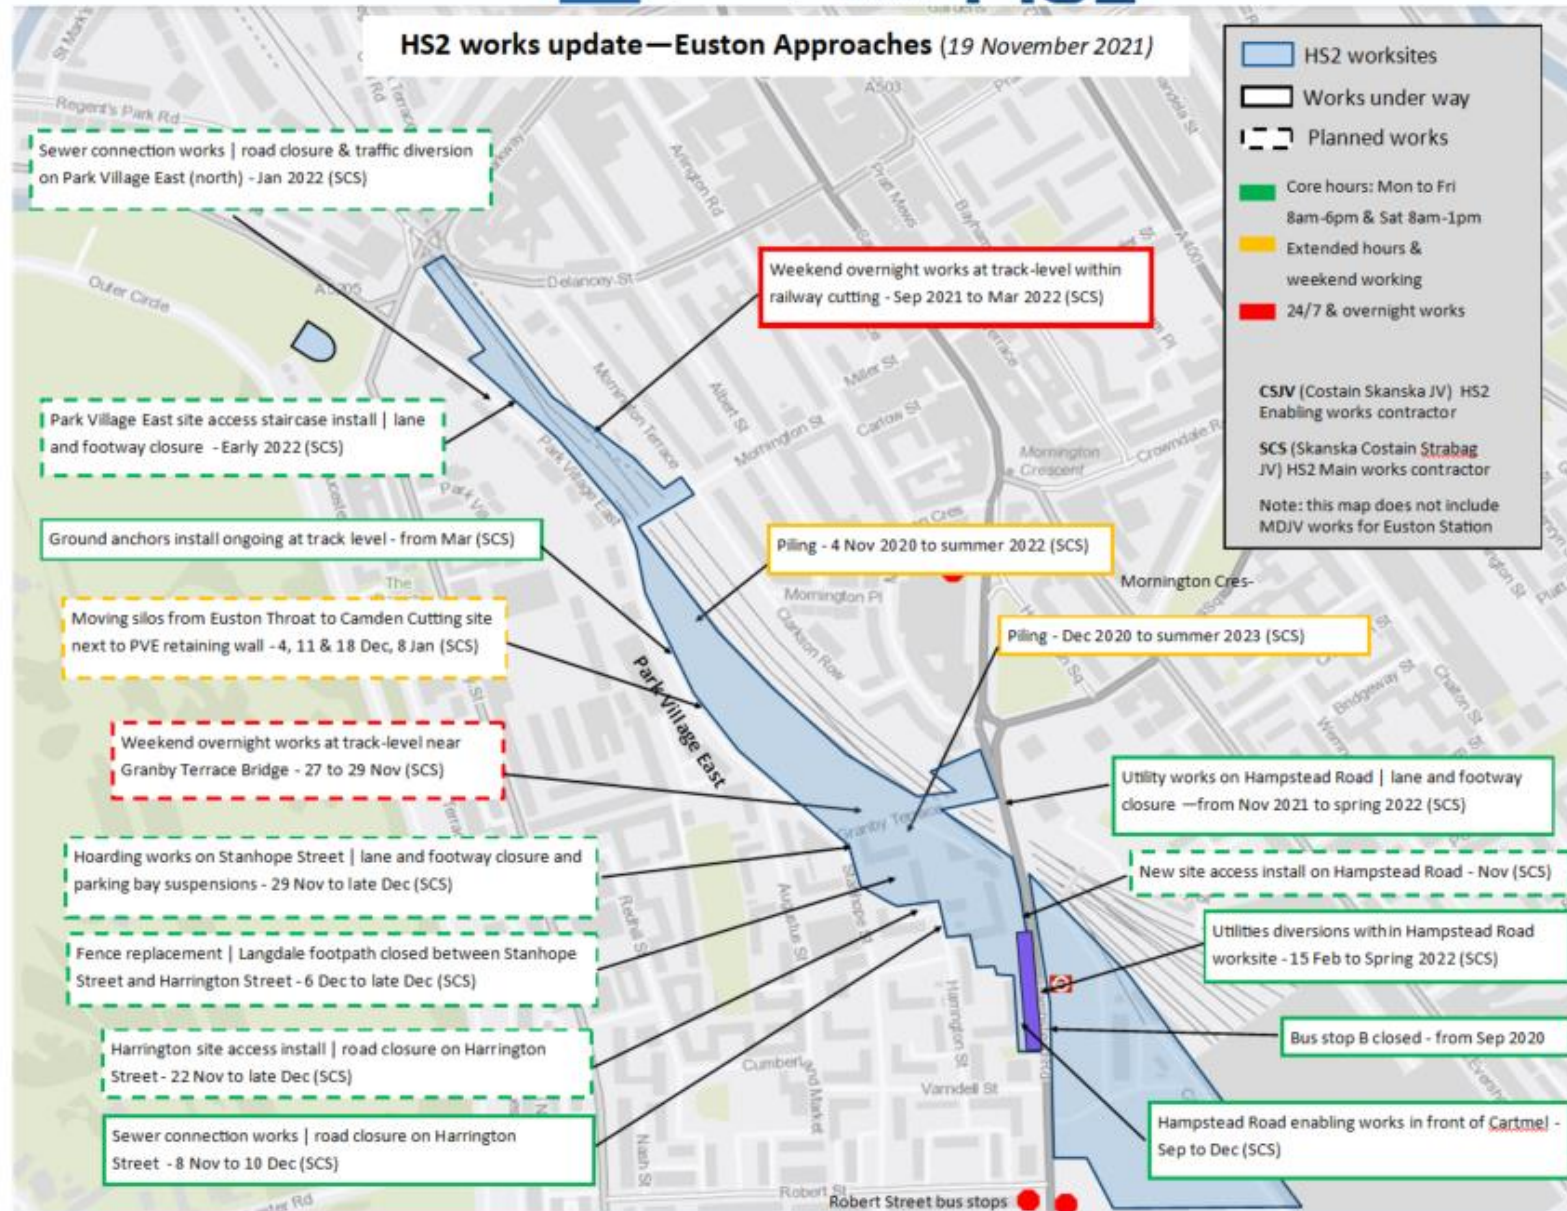 HS2 works update—Euston Approaches (19 November 2021)
HS2 worksites
Works under way
Planned works
Core hours: Mon to Fri
8am-6pm & Sat 8am-1pm
Extended hours &
weekend working
24/7 & overnight works
CSJV (Costain Skanska JV) HS2
Enabling works contractor
SCS (Skanska Costain Strabag
JV) HS2 Main works contractor
Note: this map does not include
MDJV works for Euston Station
Regent's Park Rd
St Mark's
Terrace
A503
Arlington Rd
Pratt Mews
A400
Sewer connection works | road closure & traffic diversion
on Park Village East (north) - Jan 2022 (SCS)
Outer Circle
A5205
Delancey St
Weekend overnight works at track-level within
railway cutting - Sep 2021 to Mar 2022 (SCS)
Miller St
Albert St
Mornington Terrace
Mornington St
Carlow St
Mornington
Crescent
Park Village East site access staircase install | lane
and footway closure - Early 2022 (SCS)
Park Village East
Ground anchors install ongoing at track level - from Mar (SCS)
Piling - 4 Nov 2020 to summer 2022 (SCS)
Mornington Cres-
The
Mornington Pl
Clarkson Row
Moving silos from Euston Throat to Camden Cutting site
next to PVE retaining wall - 4, 11 & 18 Dec, 8 Jan (SCS)
Piling - Dec 2020 to summer 2023 (SCS)
Park Village East
Bridgeway St
Chalton St
Weekend overnight works at track-level near
Granby Terrace Bridge - 27 to 29 Nov (SCS)
Utility works on Hampstead Road | lane and footway
closure —from Nov 2021 to spring 2022 (SCS)
Granby Terrace
Hoarding works on Stanhope Street | lane and footway closure and
parking bay suspensions - 29 Nov to late Dec (SCS)
New site access install on Hampstead Road - Nov (SCS)
Redhill St
Augustus St
Stanhope St
Fence replacement | Langdale footpath closed between Stanhope
Street and Harrington Street - 6 Dec to late Dec (SCS)
Utilities diversions within Hampstead Road
worksite - 15 Feb to Spring 2022 (SCS)
Harrington St
Harrington site access install | road closure on Harrington
Street - 22 Nov to late Dec (SCS)
Bus stop B closed - from Sep 2020
Cumberland Market
Varndell St
Sewer connection works | road closure on Harrington
Street - 8 Nov to 10 Dec (SCS)
Hampstead Road enabling works in front of Cartmel -
Sep to Dec (SCS)
Nash St
Robert St
Robert Street bus stops